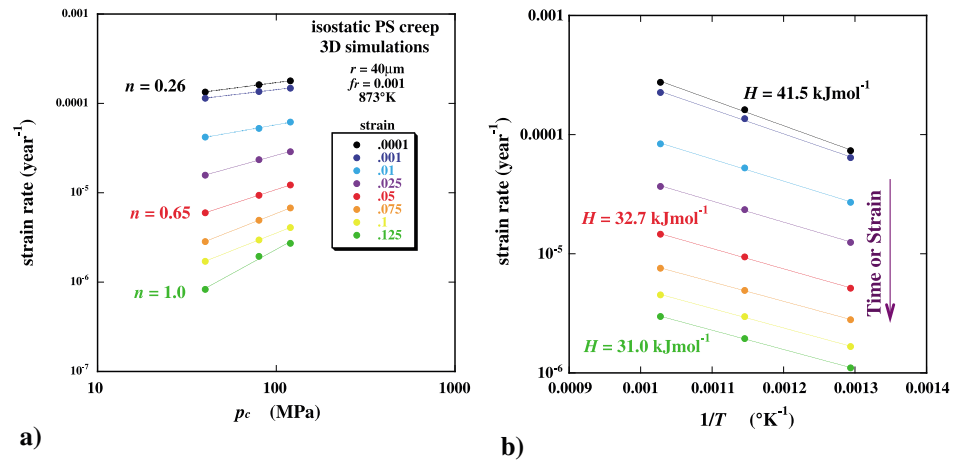 0.001
0.0001
10⁻⁵
10⁻⁶
10⁻⁷
strain rate (year⁻¹)
n = 0.26
n = 0.65
n = 1.0
isostatic PS creep
3D simulations
r = 40μm
fr = 0.001
873°K
strain
.0001
.001
.01
.025
.05
.075
.1
.125
10
100
1000
p_c (MPa)
a)
0.001
0.0001
10⁻⁵
10⁻⁶
strain rate (year⁻¹)
H = 41.5 kJmol⁻¹
H = 32.7 kJmol⁻¹
H = 31.0 kJmol⁻¹
Time or Strain
0.0009
0.001
0.0011
0.0012
0.0013
0.0014
1/T (°K⁻¹)
b)